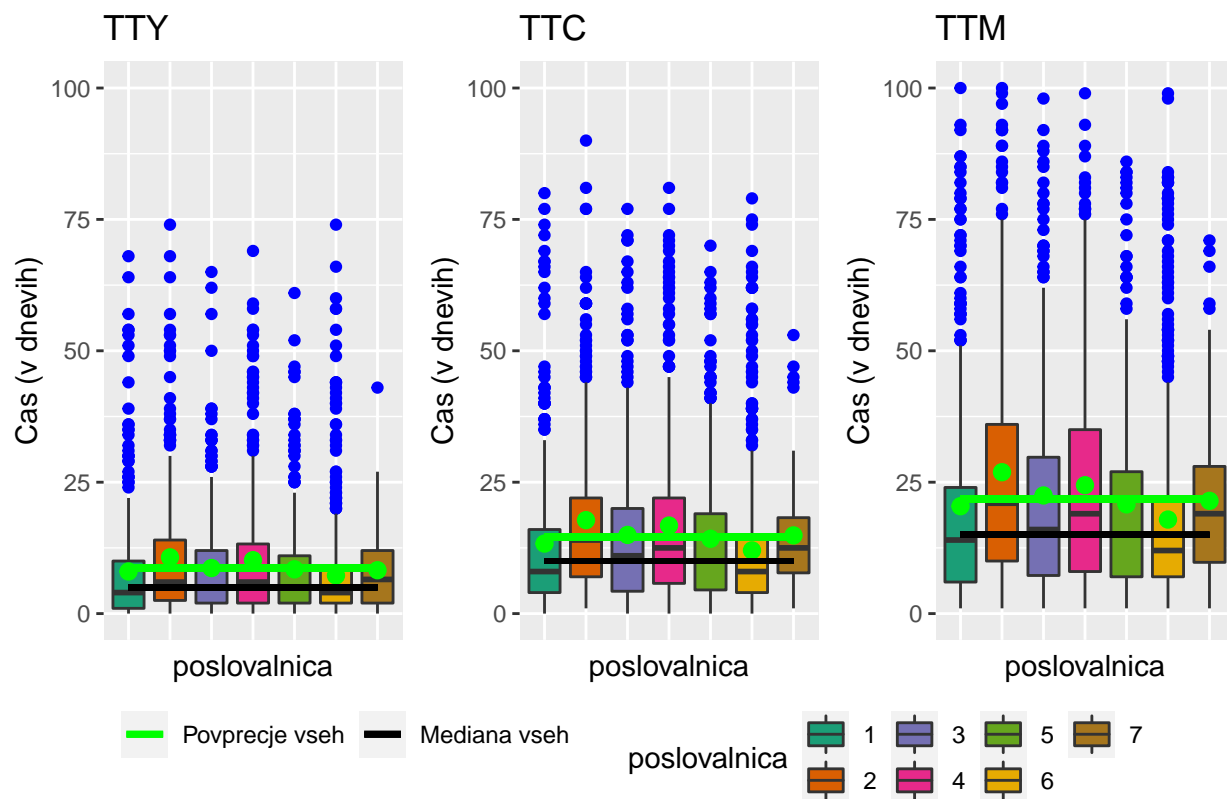 TTY
TTC
TTM
Cas (v dnevih)
100
75
50
25
0
poslovalnica
Cas (v dnevih)
100
75
50
25
0
poslovalnica
Cas (v dnevih)
100
75
50
25
0
poslovalnica
Povprecje vseh
Mediana vseh
poslovalnica
1
3
5
7
2
4
6